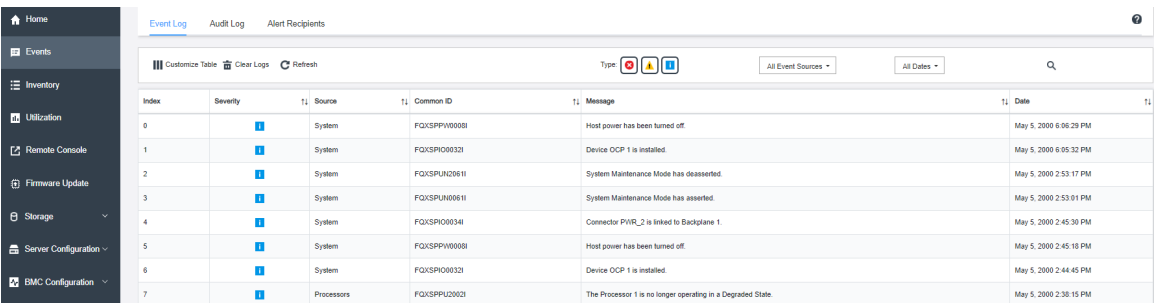 Home
Events
Inventory
Utilization
Remote Console
Firmware Update
Storage
Server Configuration
BMC Configuration
Event Log Audit Log Alert Recipients
Customize Table Clear Logs Refresh Type: All Event Sources All Dates
Index Severity Source Common ID Message Date
0 System FQXSPPW0008I Host power has been turned off. May 5, 2000 6:06:29 PM
1 System FQXSPIO0032I Device OCP 1 is installed. May 5, 2000 6:05:32 PM
2 System FQXSPUN2061I System Maintenance Mode has deasserted. May 5, 2000 2:53:17 PM
3 System FQXSPUN0061I System Maintenance Mode has asserted. May 5, 2000 2:53:01 PM
4 System FQXSPIO0034I Connector PWR_2 is linked to Backplane 1. May 5, 2000 2:45:30 PM
5 System FQXSPPW0008I Host power has been turned off. May 5, 2000 2:45:18 PM
6 System FQXSPIO0032I Device OCP 1 is installed. May 5, 2000 2:44:45 PM
7 Processors FQXSPPU2002I The Processor 1 is no longer operating in a Degraded State. May 5, 2000 2:38:15 PM